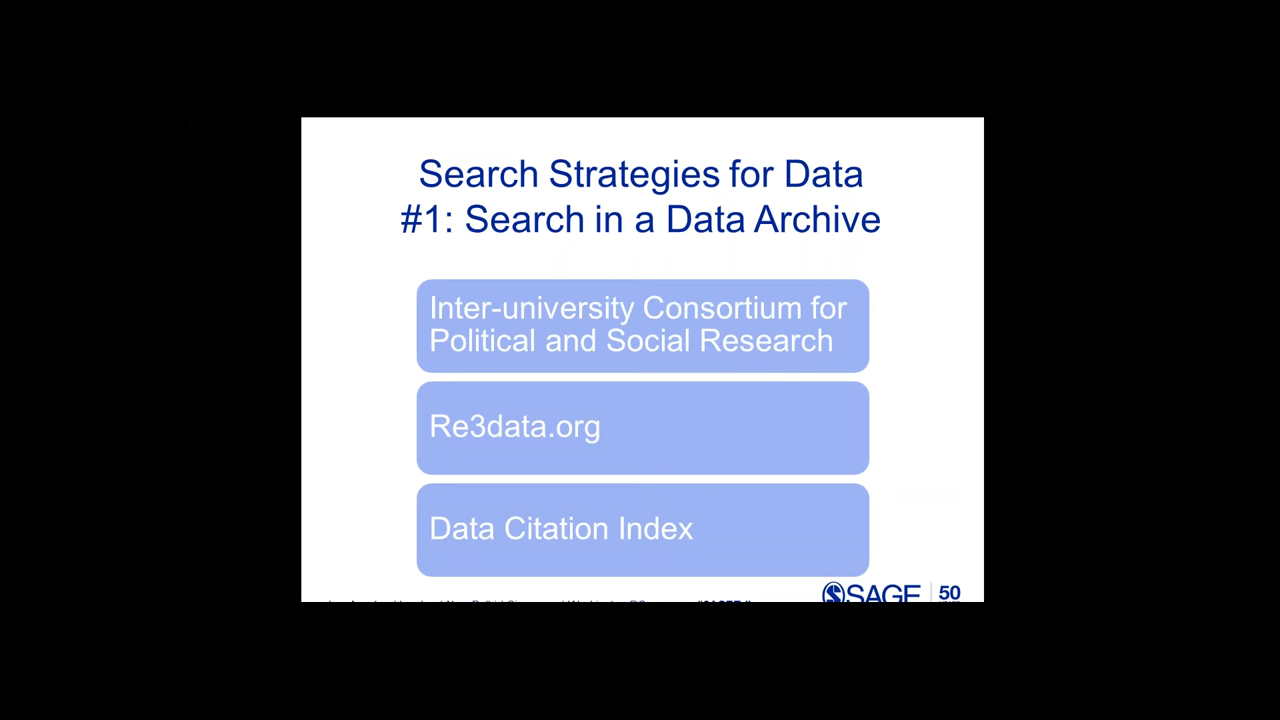 Search Strategies for Data
#1: Search in a Data Archive
Inter-university Consortium for
Political and Social Research
Re3data.org
Data Citation Index
SAGE
50